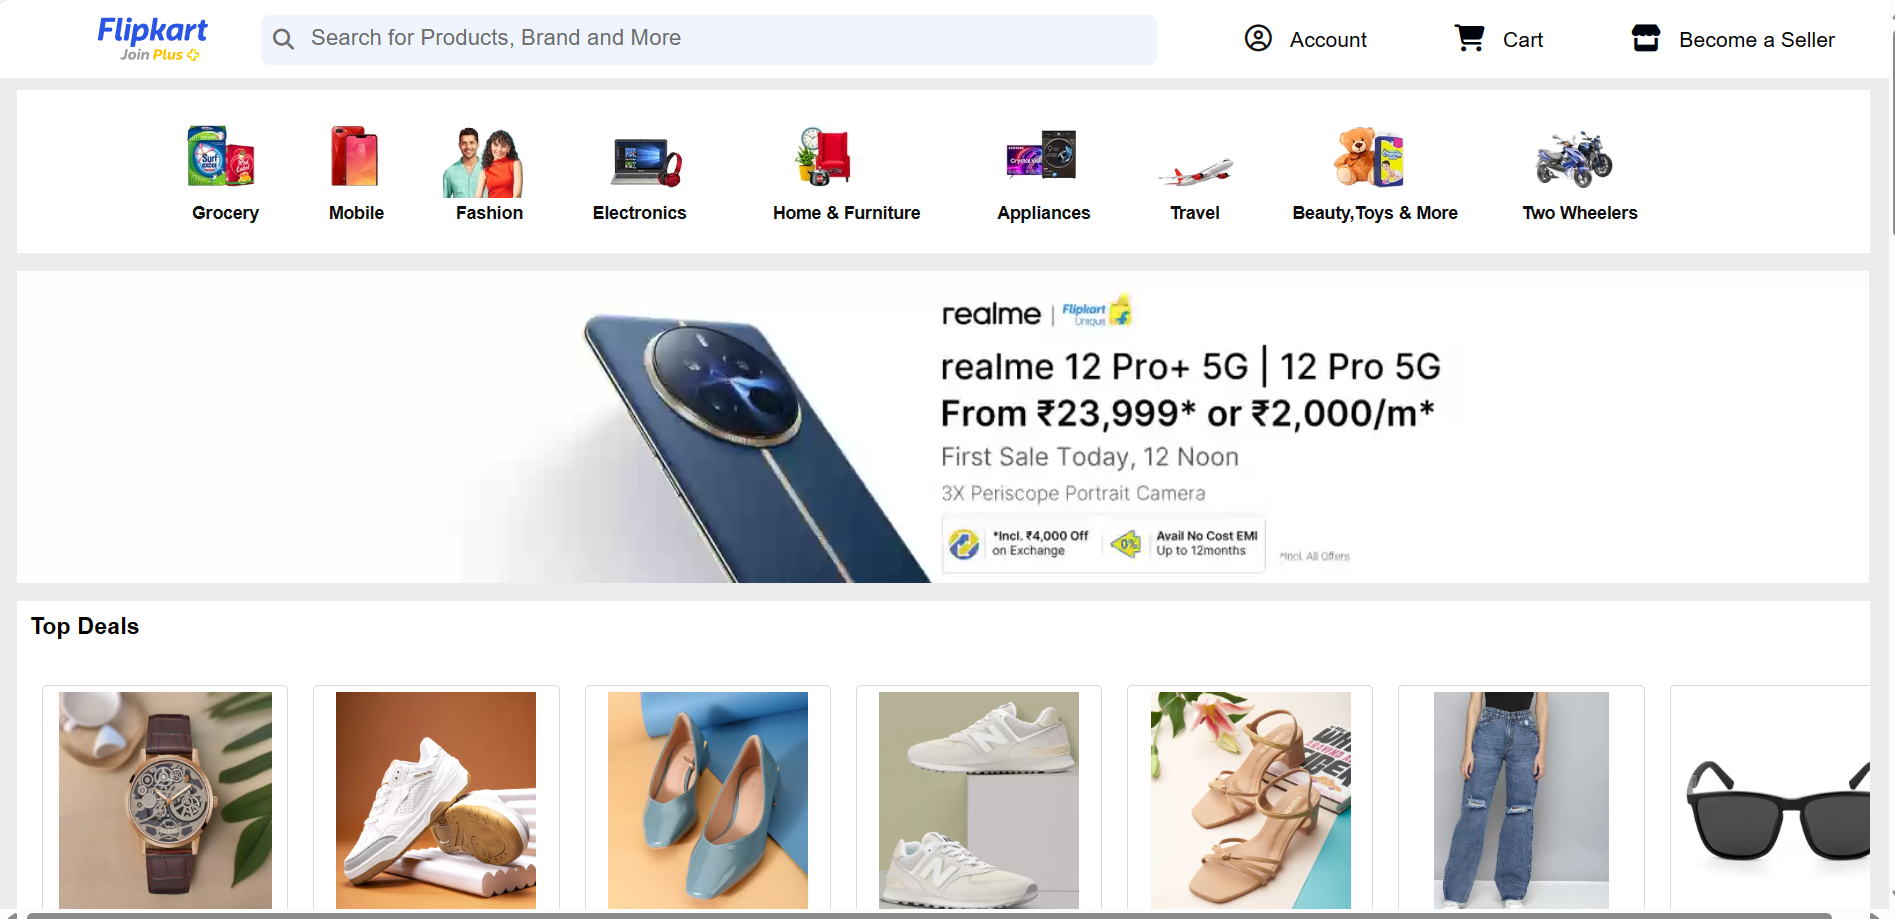 Flipkart
Join Plus
Search for Products, Brand and More
Account
Cart
Become a Seller
Surf excel
Grocery
Mobile
Fashion
Electronics
Home & Furniture
Appliances
Travel
Beauty,Toys & More
Two Wheelers
realme | Flipkart Unique
realme 12 Pro+ 5G | 12 Pro 5G
From ₹23,999* or ₹2,000/m*
First Sale Today, 12 Noon
3X Periscope Portrait Camera
*Incl. ₹4,000 Off
on Exchange
0%
Avail No Cost EMI
Up to 12months
*Incl. All Offers
Top Deals